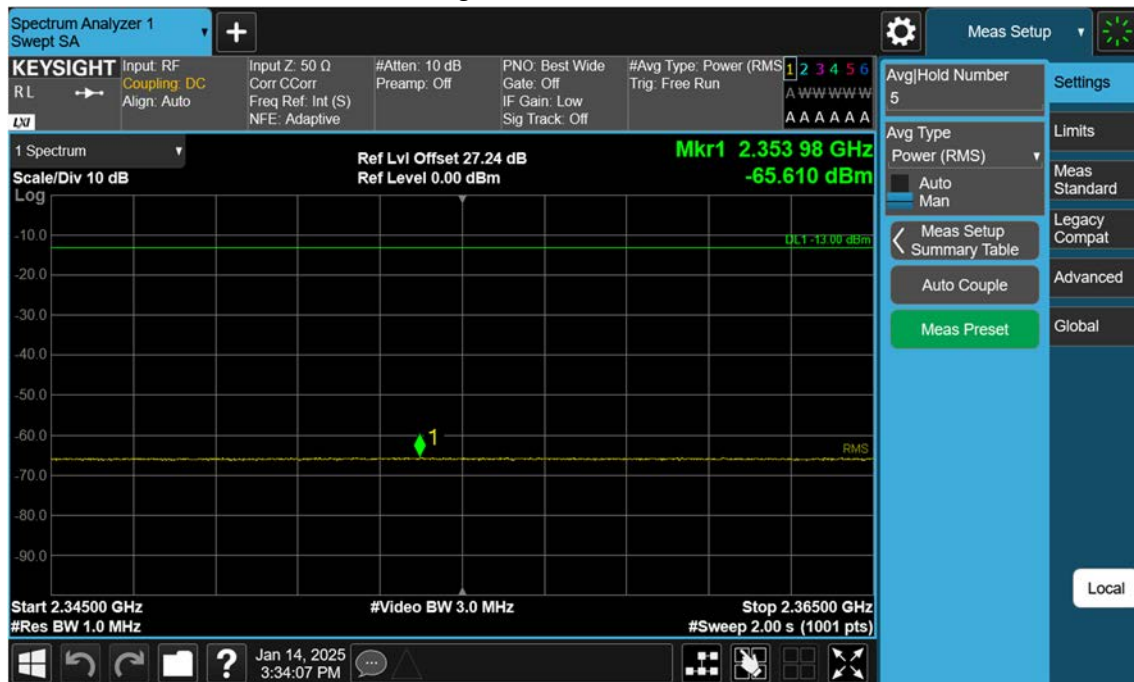 Spectrum Analyzer 1
Swept SA
+
Meas Setup
KEYSIGHT
RL
LXI
Input: RF
Coupling: DC
Align: Auto
Input Z: 50 Ω
Corr CCorr
Freq Ref: Int (S)
NFE: Adaptive
#Atten: 10 dB
Preamp: Off
PNO: Best Wide
Gate: Off
IF Gain: Low
Sig Track: Off
#Avg Type: Power (RMS
Trig: Free Run
1 2 3 4 5 6
A W W W W W
A A A A A A
1 Spectrum
Scale/Div 10 dB
Ref Lvl Offset 27.24 dB
Ref Level 0.00 dBm
Mkr1 2.353 98 GHz
-65.610 dBm
Log
-10.0
DL1 -13.00 dBm
-20.0
-30.0
-40.0
-50.0
-60.0
1
RMS
-70.0
-80.0
-90.0
Start 2.34500 GHz
#Video BW 3.0 MHz
Stop 2.36500 GHz
#Res BW 1.0 MHz
#Sweep 2.00 s (1001 pts)
Avg|Hold Number
5
Avg Type
Power (RMS)
Auto
Man
Meas Setup
Summary Table
Auto Couple
Meas Preset
Settings
Limits
Meas
Standard
Legacy
Compat
Advanced
Global
Local
?
Jan 14, 2025
3:34:07 PM